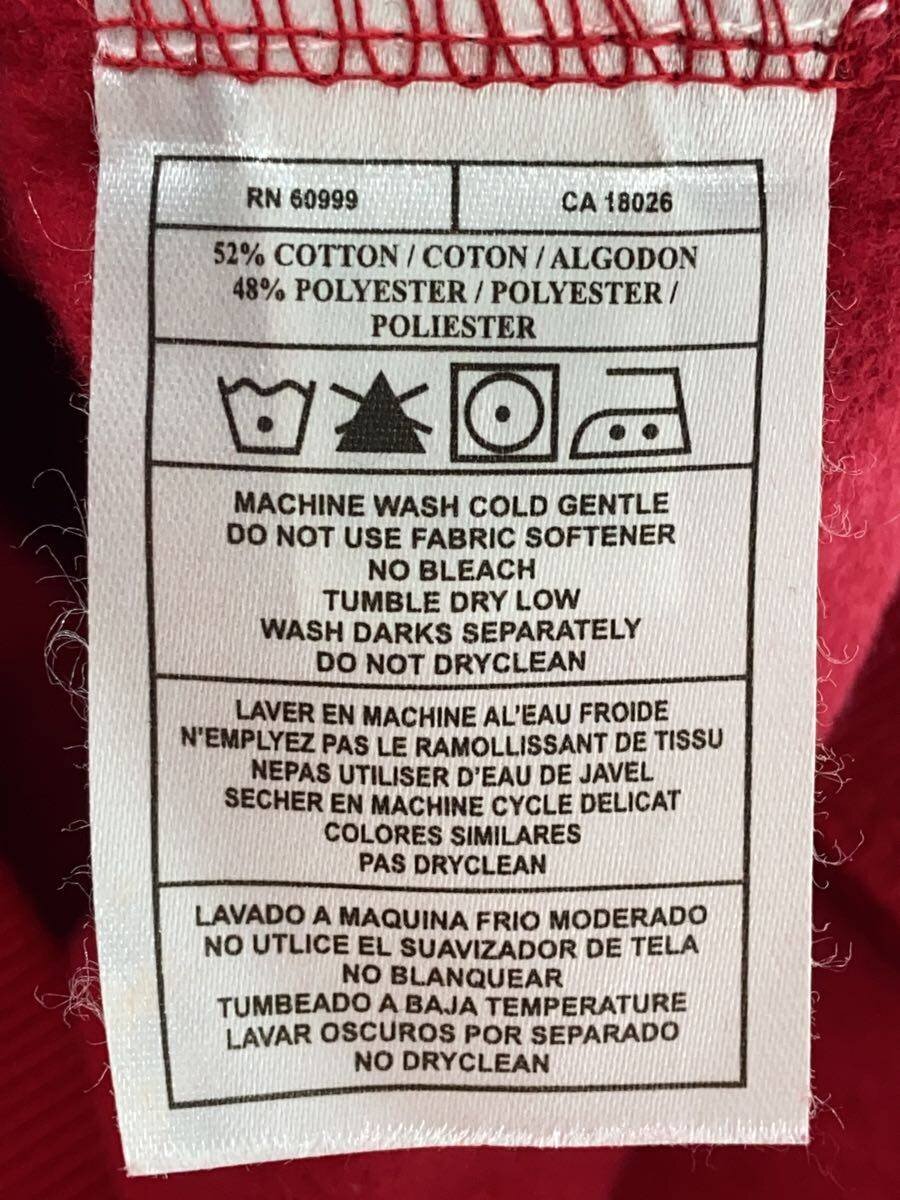 RN 60999
CA 18026
52% COTTON / COTON / ALGODON
48% POLYESTER / POLYESTER /
POLIESTER
MACHINE WASH COLD GENTLE
DO NOT USE FABRIC SOFTENER
NO BLEACH
TUMBLE DRY LOW
WASH DARKS SEPARATELY
DO NOT DRYCLEAN
LAVER EN MACHINE AL'EAU FROIDE
N'EMPLYEZ PAS LE RAMOLLISSANT DE TISSU
NEPAS UTILISER D'EAU DE JAVEL
SECHER EN MACHINE CYCLE DELICAT
COLORES SIMILARES
PAS DRYCLEAN
LAVADO A MAQUINA FRIO MODERADO
NO UTLICE EL SUAVIZADOR DE TELA
NO BLANQUEAR
TUMBEADO A BAJA TEMPERATURE
LAVAR OSCUROS POR SEPARADO
NO DRYCLEAN